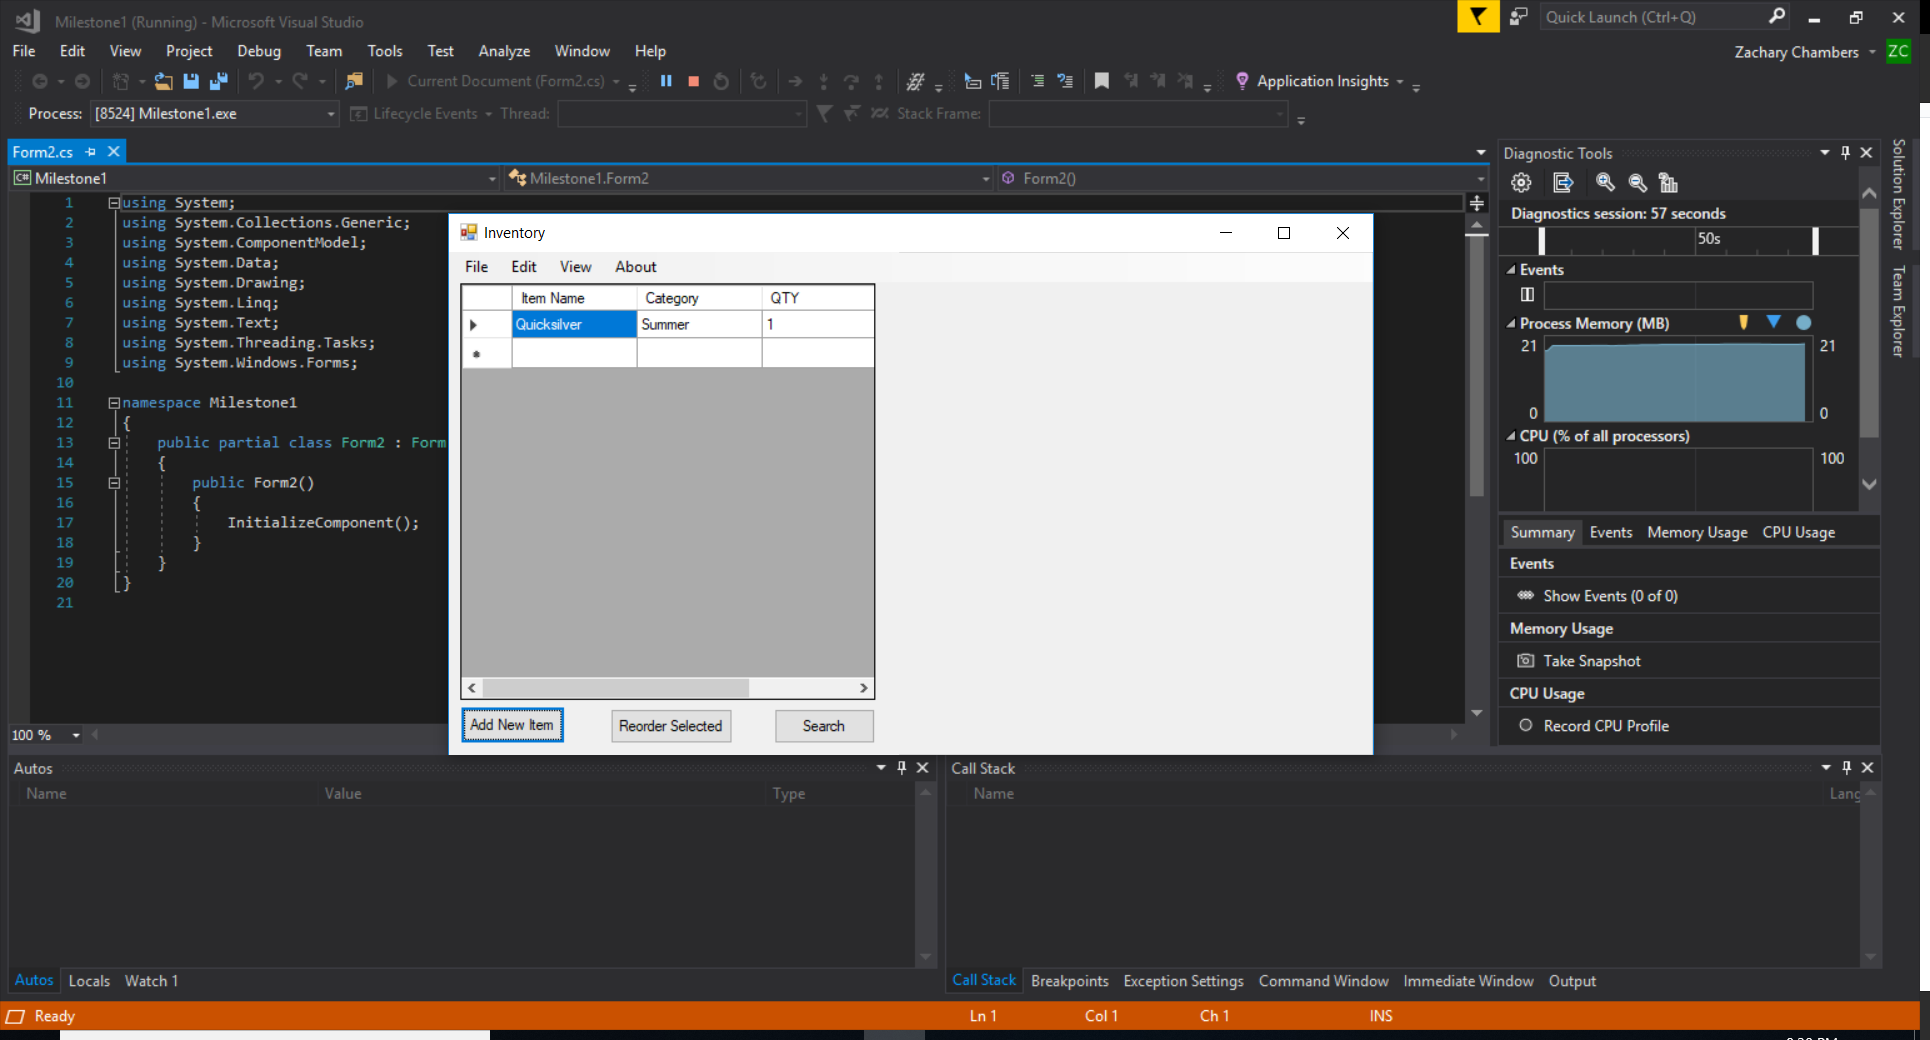 Milestone1 (Running) - Microsoft Visual Studio
Quick Launch (Ctrl+Q)
File Edit View Project Debug Team Tools Test Analyze Window Help
Zachary Chambers ZC
Current Document (Form2.cs)
Application Insights
Process: [8524] Milestone1.exe
Lifecycle Events
Thread:
Stack Frame:
Form2.cs
C# Milestone1
Milestone1.Form2
Form2()
1 using System;
2 using System.Collections.Generic;
3 using System.ComponentModel;
4 using System.Data;
5 using System.Drawing;
6 using System.Linq;
7 using System.Text;
8 using System.Threading.Tasks;
9 using System.Windows.Forms;
10
11 namespace Milestone1
12 {
13 public partial class Form2 : Form
14 {
15 public Form2()
16 {
17 InitializeComponent();
18 }
19 }
20 }
21
100 %
Inventory
File Edit View About
Item Name Category QTY
Quicksilver Summer 1
Add New Item
Reorder Selected
Search
Diagnostic Tools
Diagnostics session: 57 seconds
50s
Events
Process Memory (MB)
21 21
0 0
CPU (% of all processors)
100 100
Summary Events Memory Usage CPU Usage
Events
Show Events (0 of 0)
Memory Usage
Take Snapshot
CPU Usage
Record CPU Profile
Solution Explorer
Team Explorer
Autos
Name Value Type
Autos Locals Watch 1
Call Stack
Name Lang
Call Stack Breakpoints Exception Settings Command Window Immediate Window Output
Ready
Ln 1 Col 1 Ch 1 INS